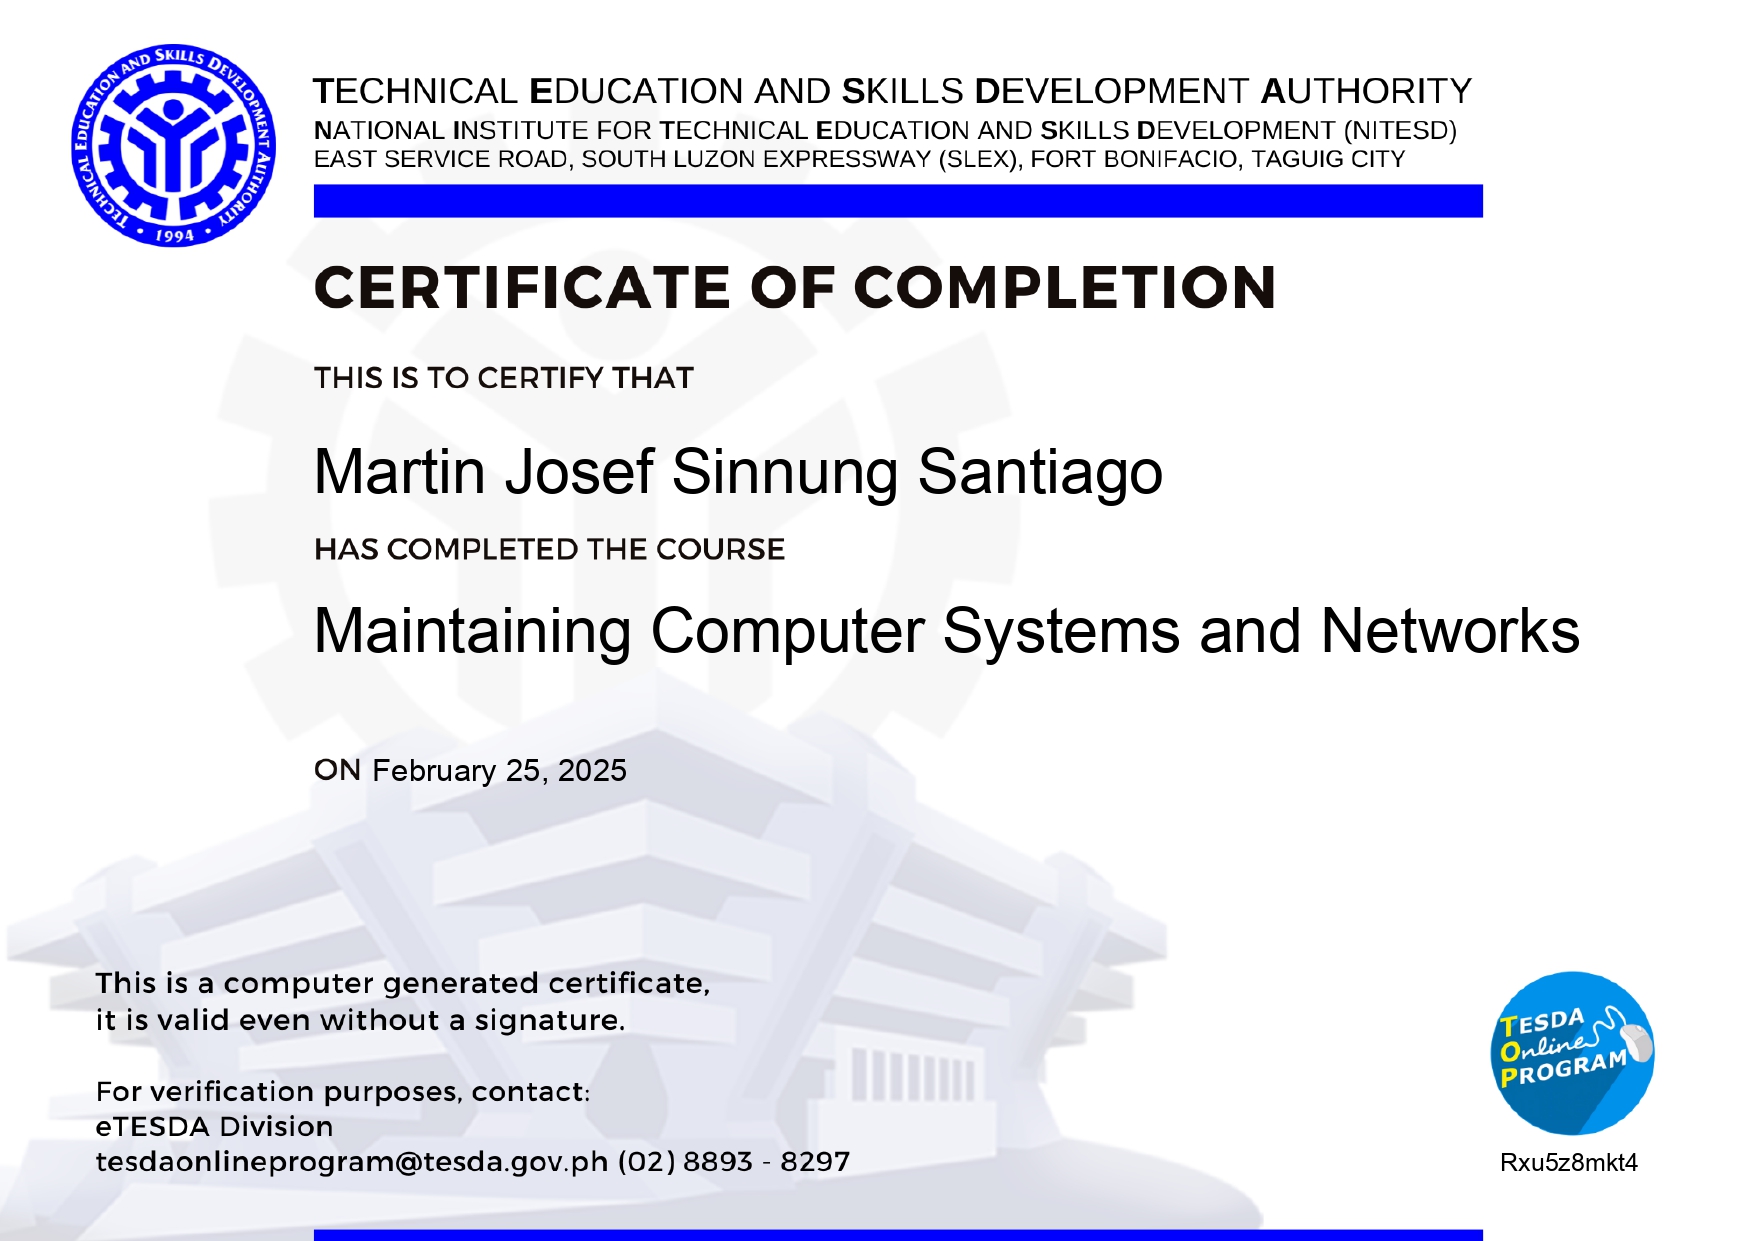 TECHNICAL EDUCATION AND SKILLS DEVELOPMENT AUTHORITY
• 1994 •
TECHNICAL EDUCATION AND SKILLS DEVELOPMENT AUTHORITY
NATIONAL INSTITUTE FOR TECHNICAL EDUCATION AND SKILLS DEVELOPMENT (NITESD)
EAST SERVICE ROAD, SOUTH LUZON EXPRESSWAY (SLEX), FORT BONIFACIO, TAGUIG CITY
CERTIFICATE OF COMPLETION
THIS IS TO CERTIFY THAT
Martin Josef Sinnung Santiago
HAS COMPLETED THE COURSE
Maintaining Computer Systems and Networks
ON February 25, 2025
This is a computer generated certificate,
it is valid even without a signature.
For verification purposes, contact:
eTESDA Division
tesdaonlineprogram@tesda.gov.ph (02) 8893 - 8297
TESDA
Online
PROGRAM
Rxu5z8mkt4